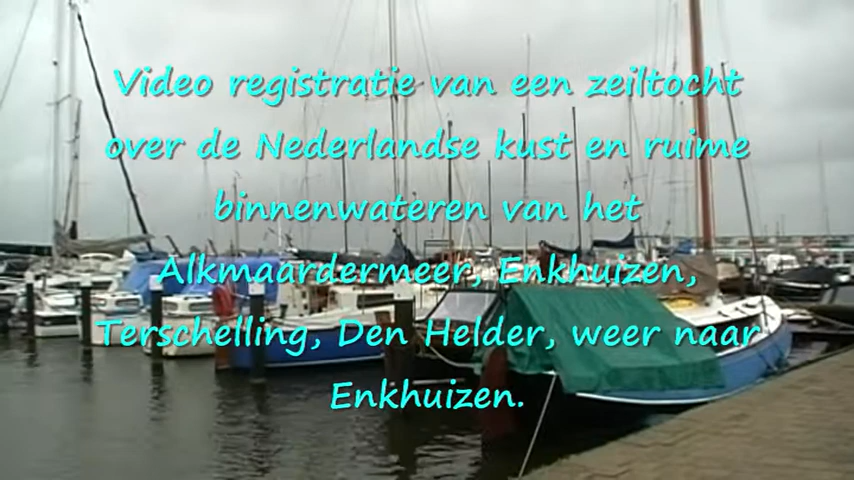 Video registratie van een zeiltocht
over de Nederlandse kust en ruime
binnenwateren van het
Alkmaardermeer, Enkhuizen,
Terschelling, Den Helder, weer naar
Enkhuizen.